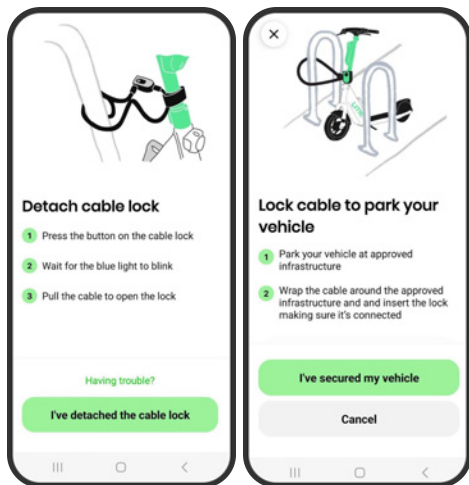 Detach cable lock
1 Press the button on the cable lock
2 Wait for the blue light to blink
3 Pull the cable to open the lock
Having trouble?
I've detached the cable lock
Lime
Lock cable to park your
vehicle
1 Park your vehicle at approved
infrastructure
2 Wrap the cable around the approved
infrastructure and and insert the lock
making sure it's connected
I've secured my vehicle
Cancel